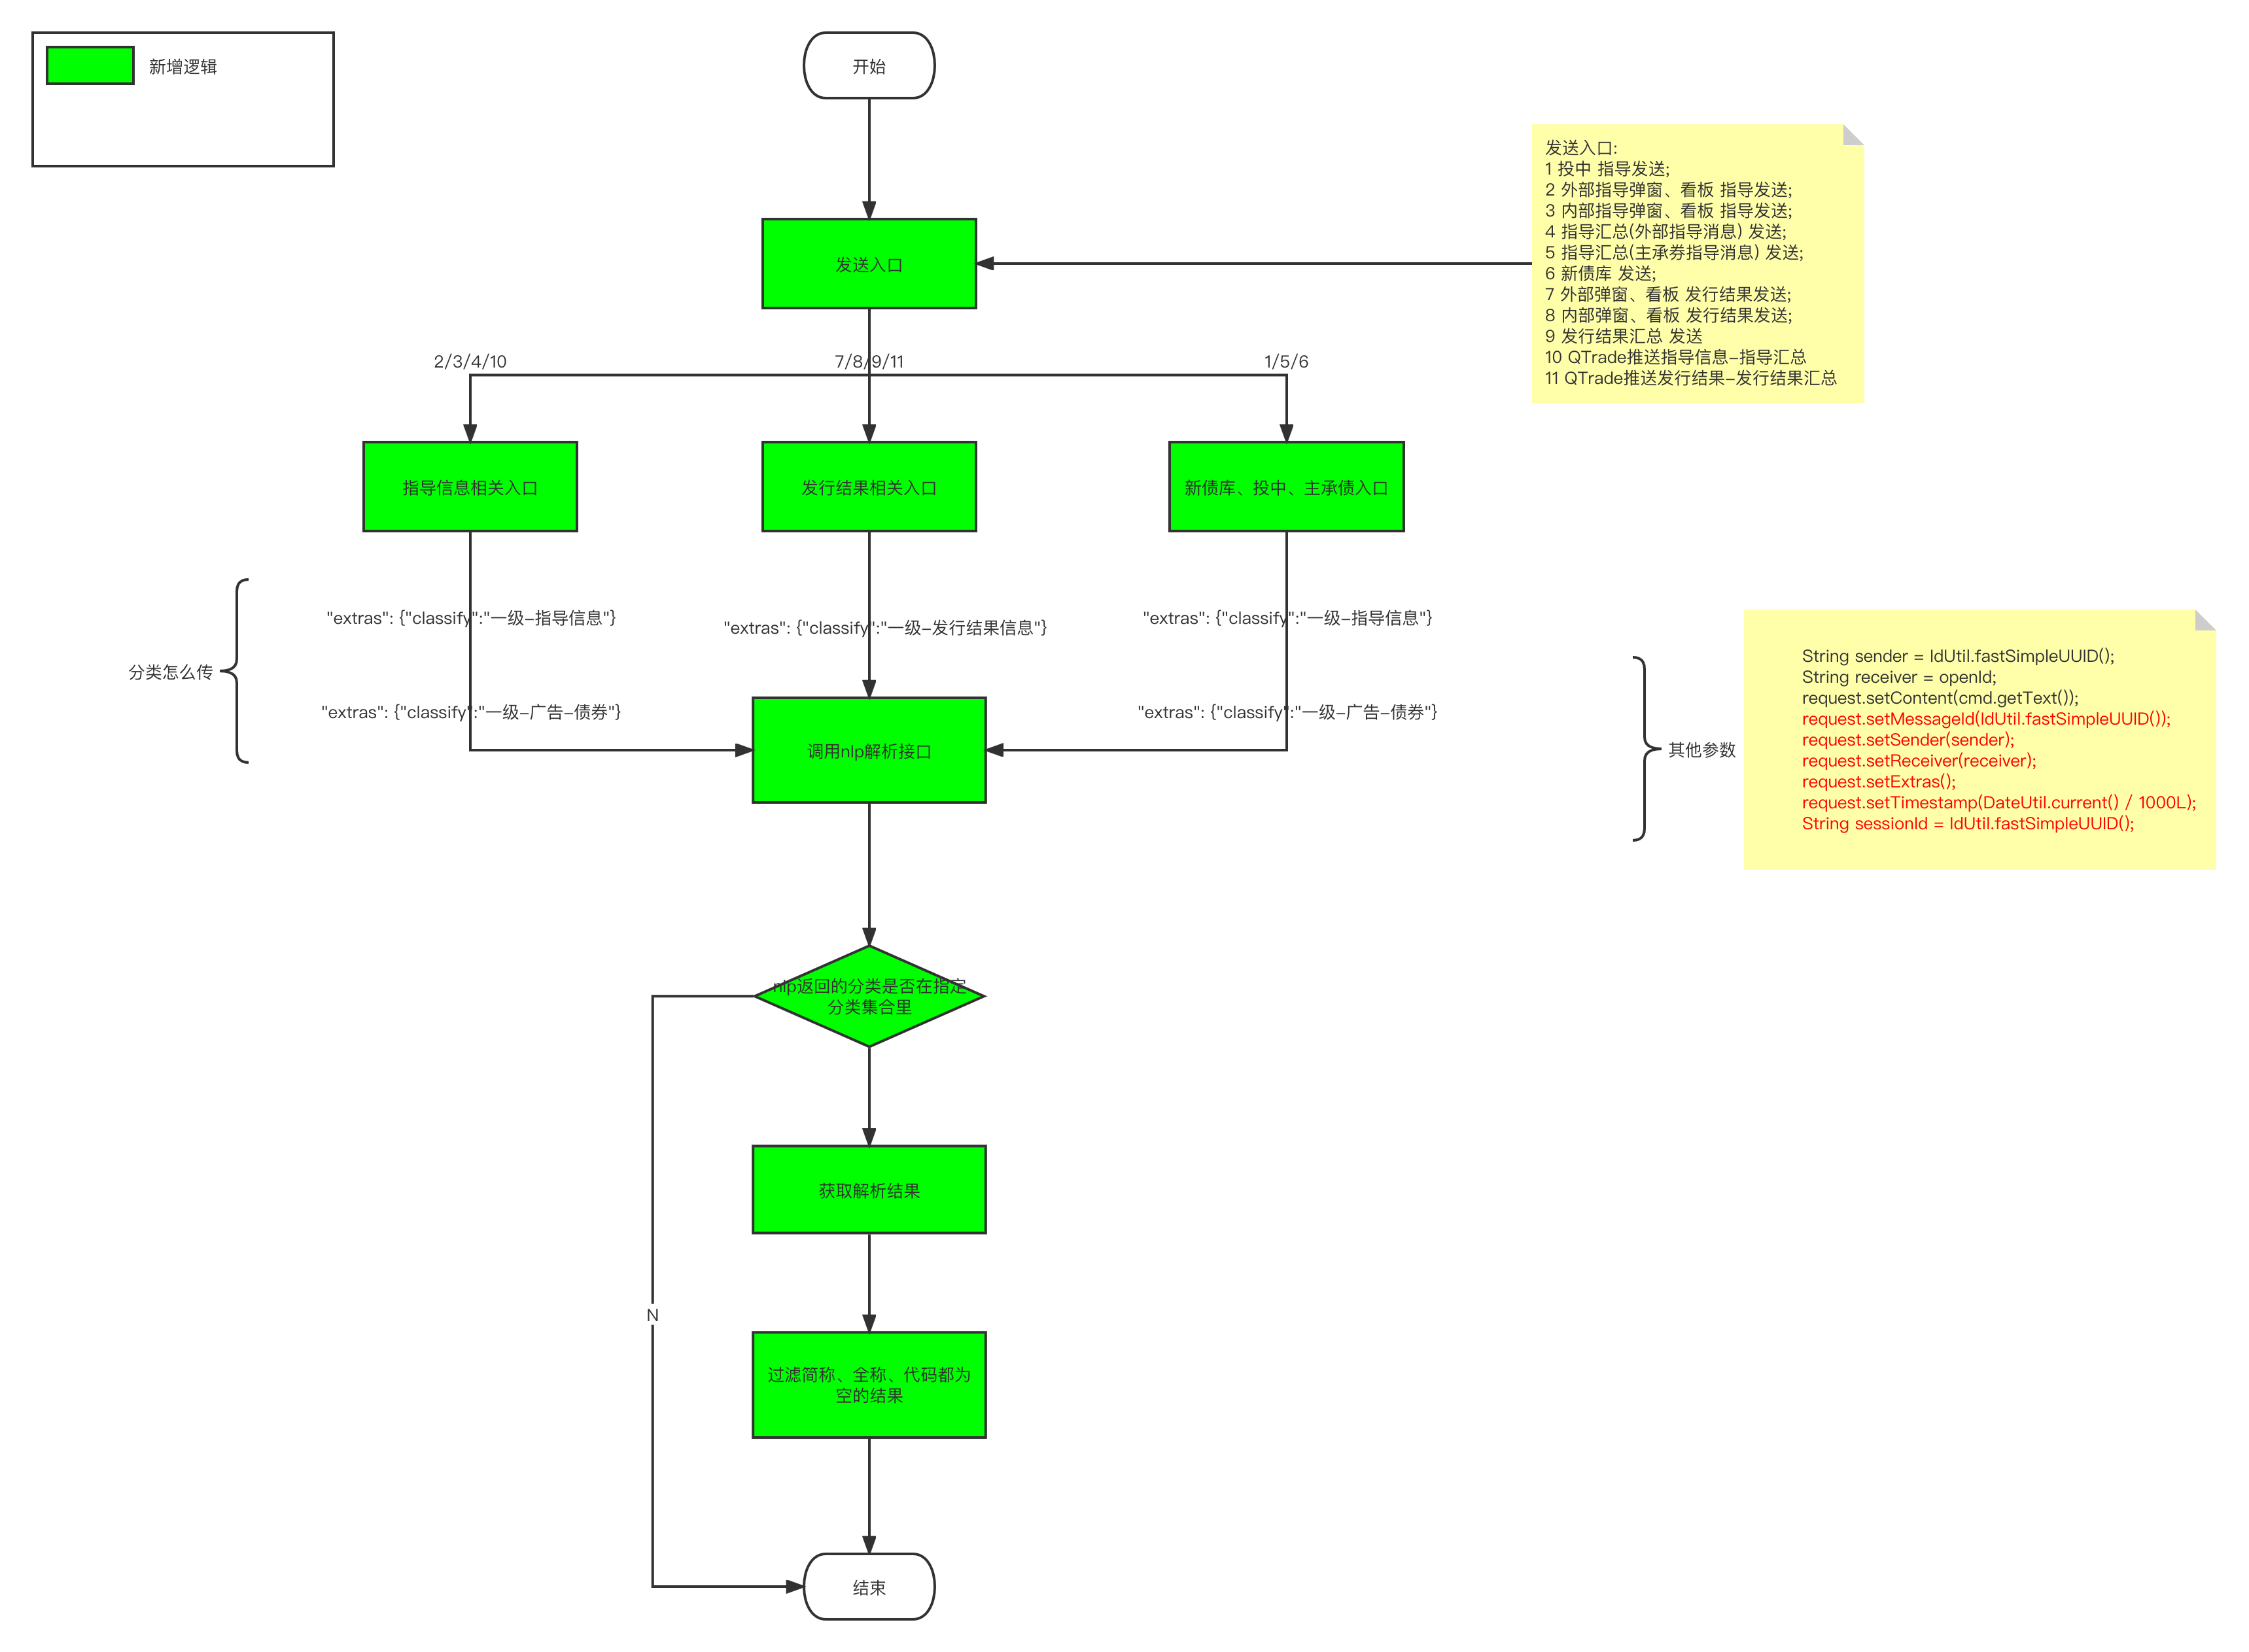 新增逻辑
开始
发送入口:
1 投中 指导发送;
2 外部指导弹窗、看板 指导发送;
3 内部指导弹窗、看板 指导发送;
4 指导汇总(外部指导消息) 发送;
5 指导汇总(主承券指导消息) 发送;
6 新债库 发送;
7 外部弹窗、看板 发行结果发送;
8 内部弹窗、看板 发行结果发送;
9 发行结果汇总 发送
10 QTrade推送指导信息-指导汇总
11 QTrade推送发行结果-发行结果汇总
发送入口
2/3/4/10
7/8/9/11
1/5/6
指导信息相关入口
发行结果相关入口
新债库、投中、主承债入口
"extras": {"classify":"一级-指导信息"}
"extras": {"classify":"一级-发行结果信息"}
"extras": {"classify":"一级-指导信息"}
分类怎么传
"extras": {"classify":"一级-广告-债券"}
"extras": {"classify":"一级-广告-债券"}
调用nlp解析接口
其他参数
String sender = IdUtil.fastSimpleUUID();
String receiver = openId;
request.setContent(cmd.getText());
request.setMessageId(IdUtil.fastSimpleUUID());
request.setSender(sender);
request.setReceiver(receiver);
request.setExtras();
request.setTimestamp(DateUtil.current() / 1000L);
String sessionId = IdUtil.fastSimpleUUID();
nlp返回的分类是否在指定
分类集合里
获取解析结果
N
过滤简称、全称、代码都为
空的结果
结束